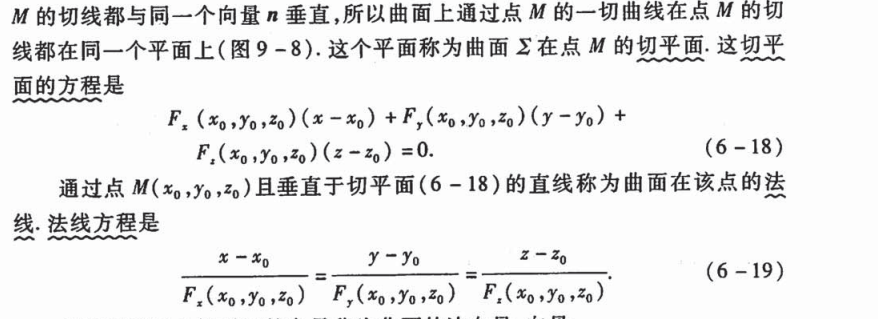 M 的切线都与同一个向量 n 垂直,所以曲面上通过点 M 的一切曲线在点 M 的切
线都在同一个平面上(图 9-8). 这个平面称为曲面 Σ 在点 M 的切平面. 这切平
面的方程是
F_x (x_0,y_0,z_0)(x-x_0) + F_y(x_0,y_0,z_0)(y-y_0) +
F_z(x_0,y_0,z_0)(z-z_0) =0. (6-18)
通过点 M(x_0,y_0,z_0)且垂直于切平面(6-18)的直线称为曲面在该点的法
线. 法线方程是
\frac{x-x_0}{F_x(x_0,y_0,z_0)} = \frac{y-y_0}{F_y(x_0,y_0,z_0)} = \frac{z-z_0}{F_z(x_0,y_0,z_0)}. (6-19)